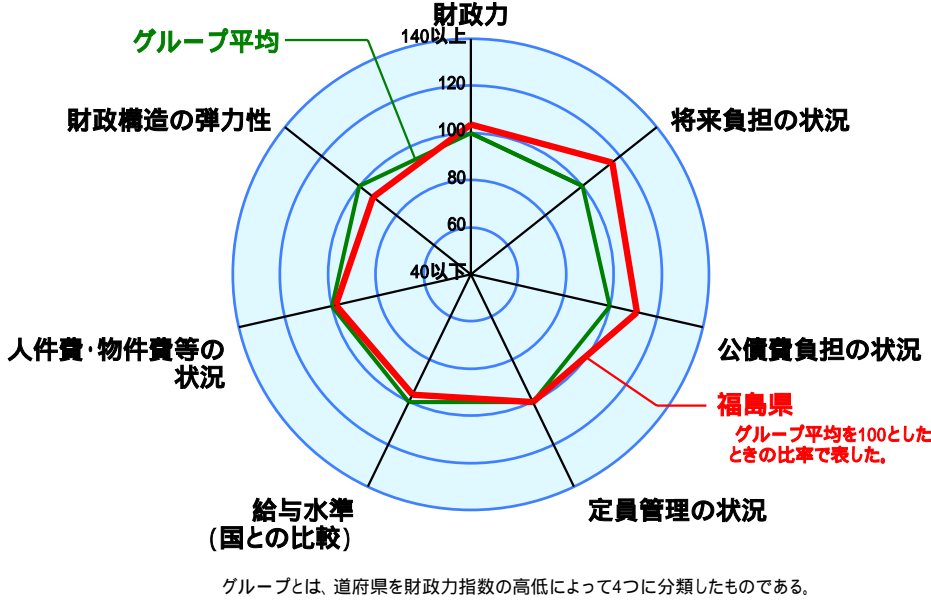 財政力
グループ平均
140以上
120
100
80
60
40以下
財政構造の弾力性
将来負担の状況
人件費・物件費等の
状況
公債費負担の状況
福島県
グループ平均を100とした
ときの比率で表した。
給与水準
(国との比較)
定員管理の状況
グループとは、道府県を財政力指数の高低によって4つに分類したものである。